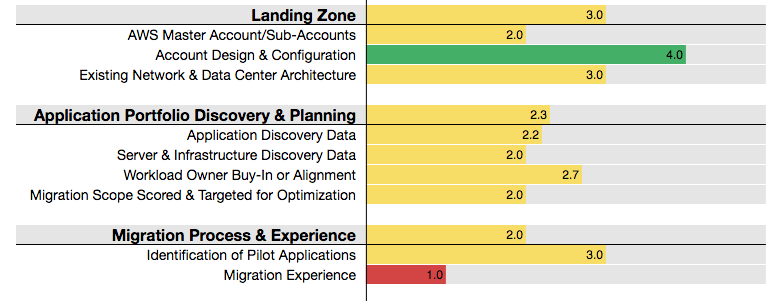 Landing Zone 3.0
AWS Master Account/Sub-Accounts 2.0
Account Design & Configuration 4.0
Existing Network & Data Center Architecture 3.0
Application Portfolio Discovery & Planning 2.3
Application Discovery Data 2.2
Server & Infrastructure Discovery Data 2.0
Workload Owner Buy-In or Alignment 2.7
Migration Scope Scored & Targeted for Optimization 2.0
Migration Process & Experience 2.0
Identification of Pilot Applications 3.0
Migration Experience 1.0